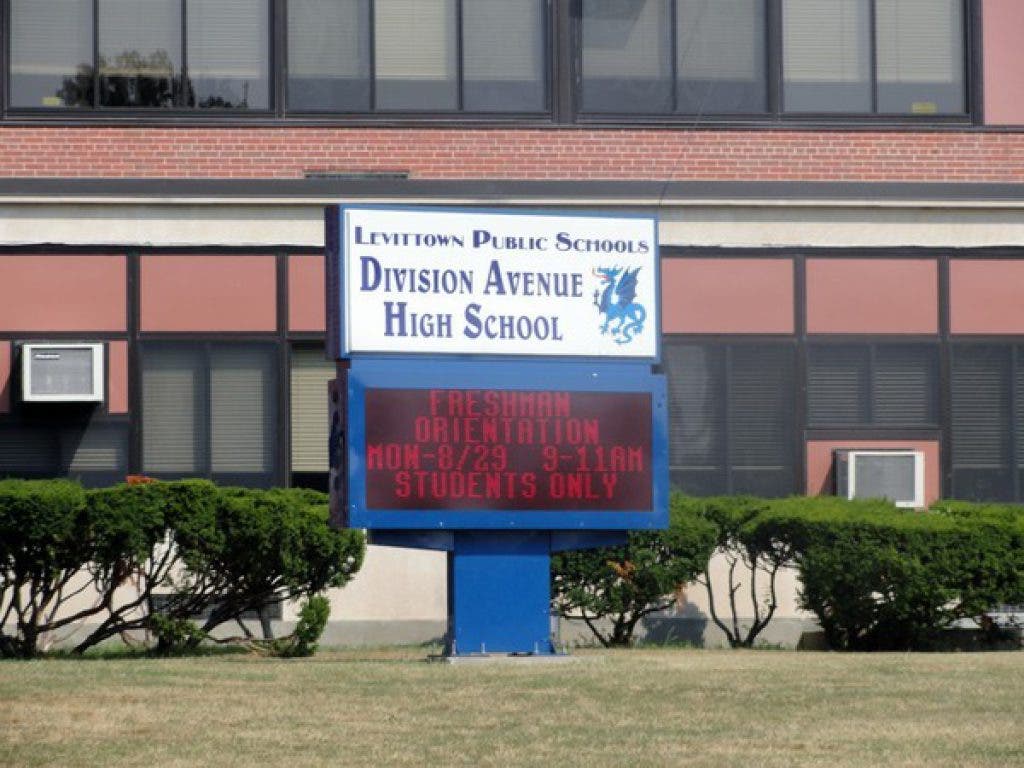 Levittown Public Schools
Division Avenue
High School
FRESHMAN
ORIENTATION
MON-8/29 9-11AM
STUDENTS ONLY